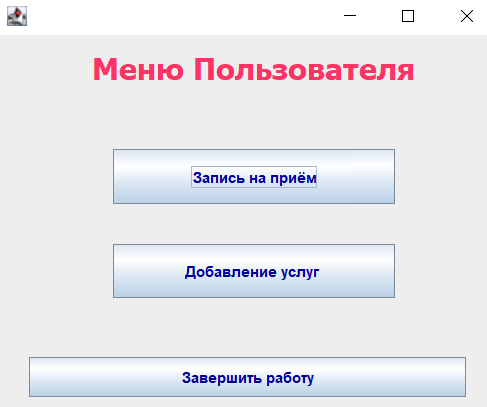 Меню Пользователя
Запись на приём
Добавление услуг
Завершить работу